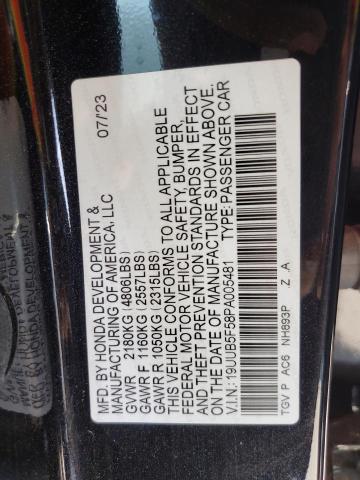 MFD. BY HONDA DEVELOPMENT & 07/'23
MANUFACTURING OF AMERICA, LLC
GVWR 2180KG (4806LBS)
GAWR F 1160KG (2557LBS)
GAWR R 1050KG (2315LBS)
THIS VEHICLE CONFORMS TO ALL APPLICABLE
FEDERAL MOTOR VEHICLE SAFETY, BUMPER,
AND THEFT PREVENTION STANDARDS IN EFFECT
ON THE DATE OF MANUFACTURE SHOWN ABOVE.
V.I.N.: 19UUB5F58PA005481 TYPE: PASSENGER CAR
TGV P AC6 NH893P Z .A